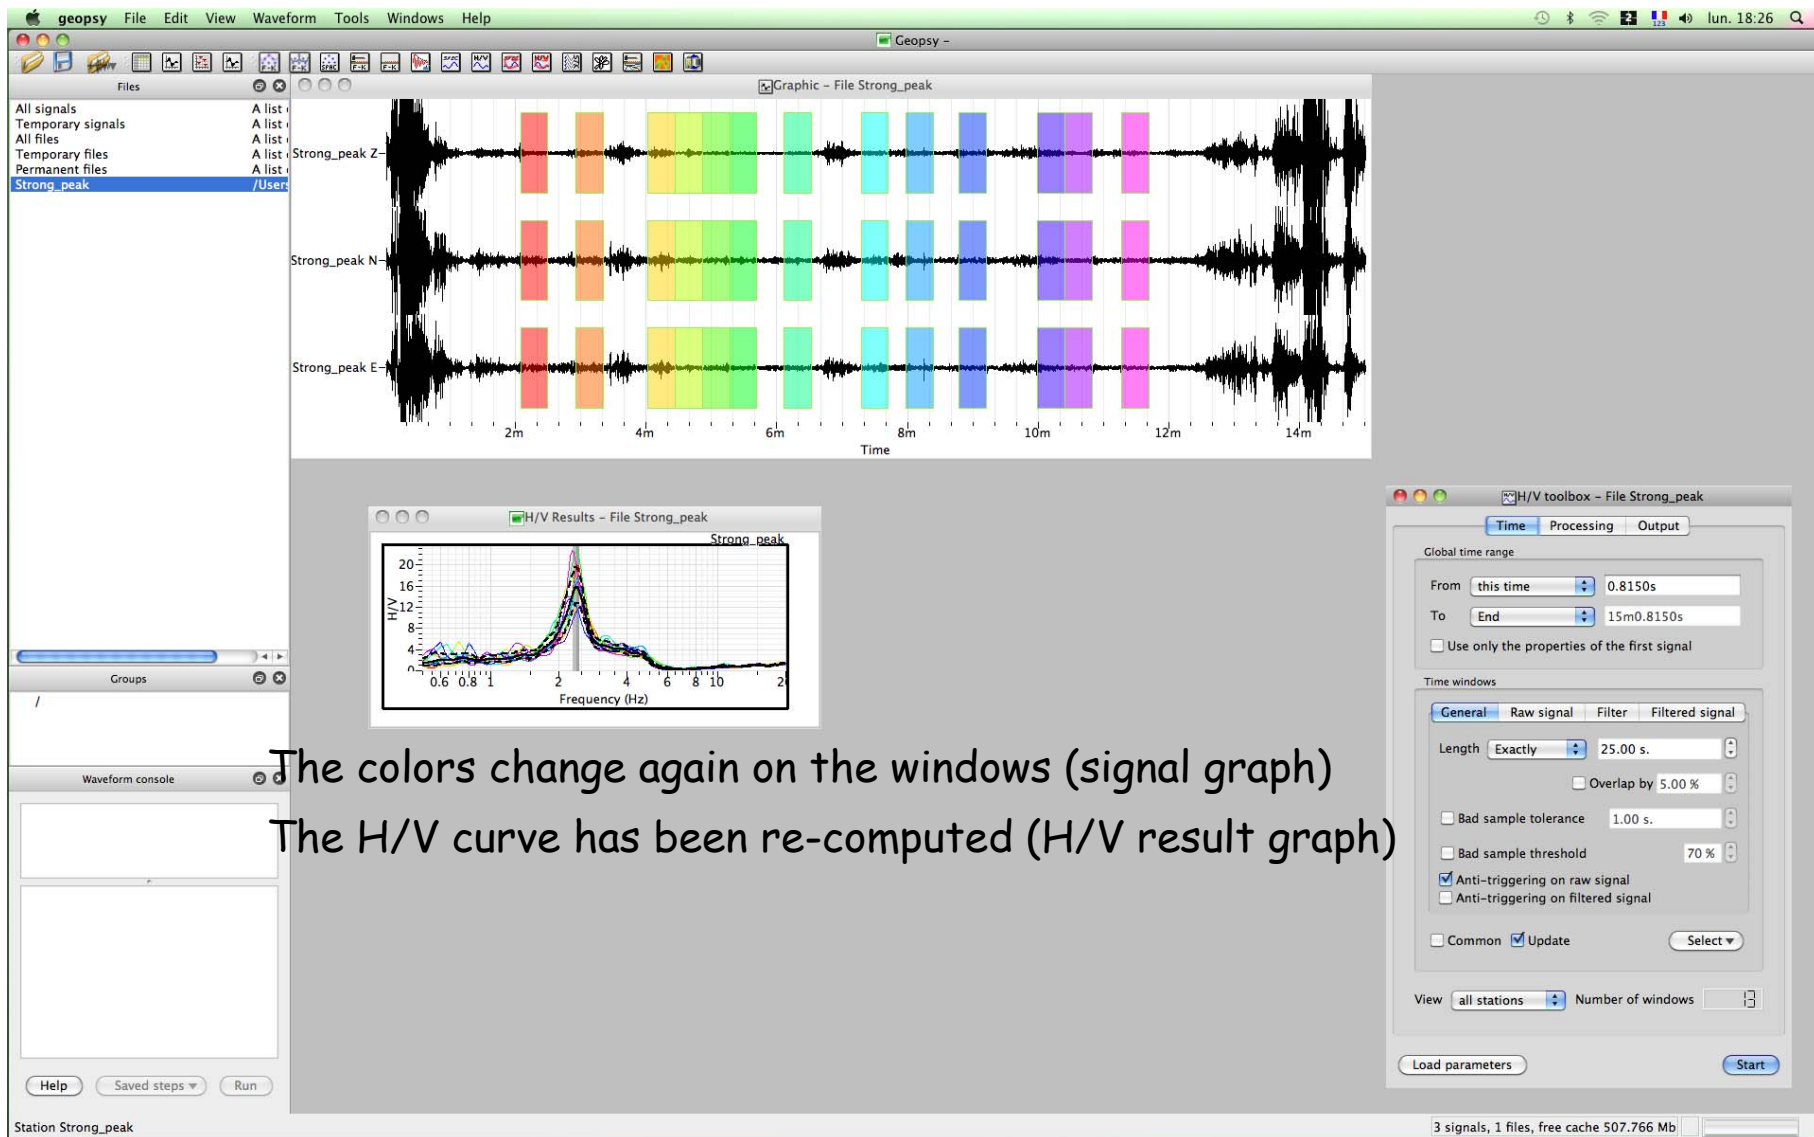 geopsy File Edit View Waveform Tools Windows Help
2 123 lun. 18:26
Geopsy –
Files
Graphic – File Strong_peak
All signals A list
Temporary signals A list
All files A list
Temporary files A list
Permanent files A list
Strong_peak /Users
Strong_peak Z
Strong_peak N
Strong_peak E
2m 4m 6m 8m 10m 12m 14m
Time
H/V Results – File Strong_peak
Strong_peak
20
16
12
8
4
0
H/V
0.6 0.8 1 2 4 6 8 10 2
Frequency (Hz)
Groups
/
Waveform console
The colors change again on the windows (signal graph)
The H/V curve has been re-computed (H/V result graph)
H/V toolbox – File Strong_peak
Time Processing Output
Global time range
From this time 0.8150s
To End 15m0.8150s
Use only the properties of the first signal
Time windows
General Raw signal Filter Filtered signal
Length Exactly 25.00 s.
Overlap by 5.00 %
Bad sample tolerance 1.00 s.
Bad sample threshold 70 %
Anti-triggering on raw signal
Anti-triggering on filtered signal
Common Update Select
View all stations Number of windows 13
Load parameters Start
Help Saved steps Run
Station Strong_peak
3 signals, 1 files, free cache 507.766 Mb